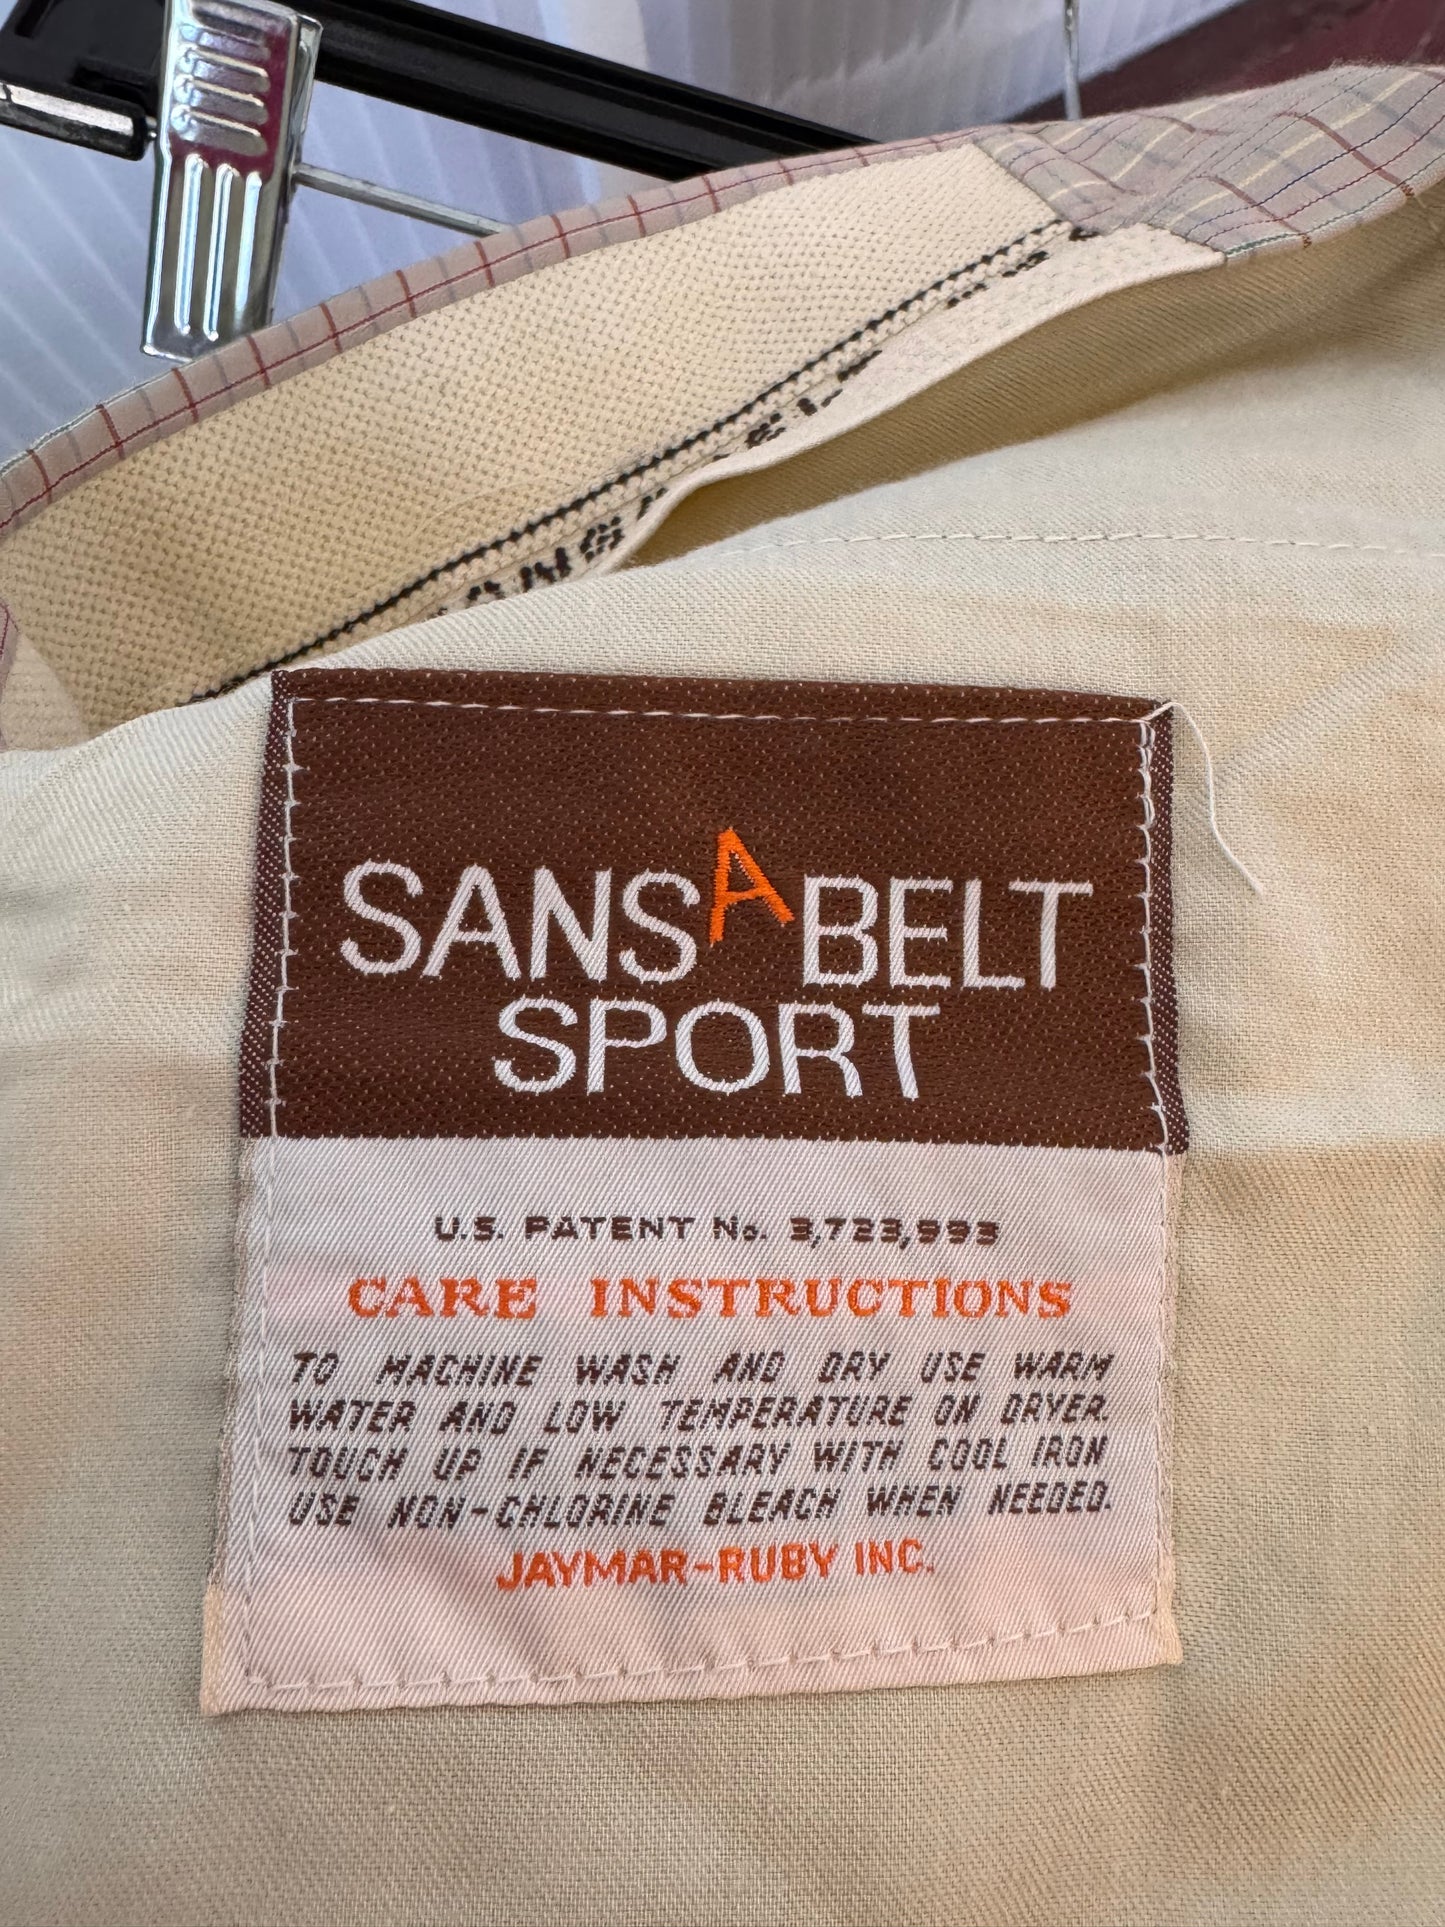 SANSABELT
SPORT
U.S. PATENT No. 3,723,993
CARE INSTRUCTIONS
TO MACHINE WASH AND DRY USE WARM
WATER AND LOW TEMPERATURE ON DRYER.
TOUCH UP IF NECESSARY WITH COOL IRON
USE NON-CHLORINE BLEACH WHEN NEEDED.
JAYMAR-RUBY INC.